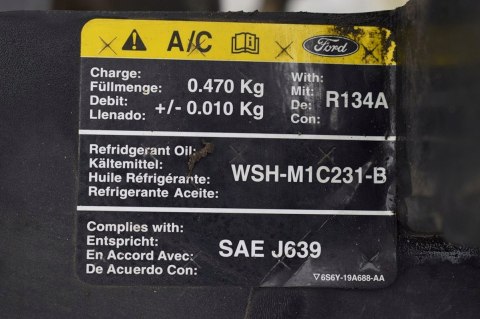 A/C Ford
Charge:
Füllmenge: 0.470 Kg
Debit: +/- 0.010 Kg
Llenado:
With:
Mit: R134A
De:
Con:
Refridgerant Oil:
Kältemittel:
Huile Réfrigérante: WSH-M1C231-B
Refrigerante Aceite:
Complies with:
Entspricht: SAE J639
En Accord Avec:
De Acuerdo Con:
6S6Y-19A688-AA